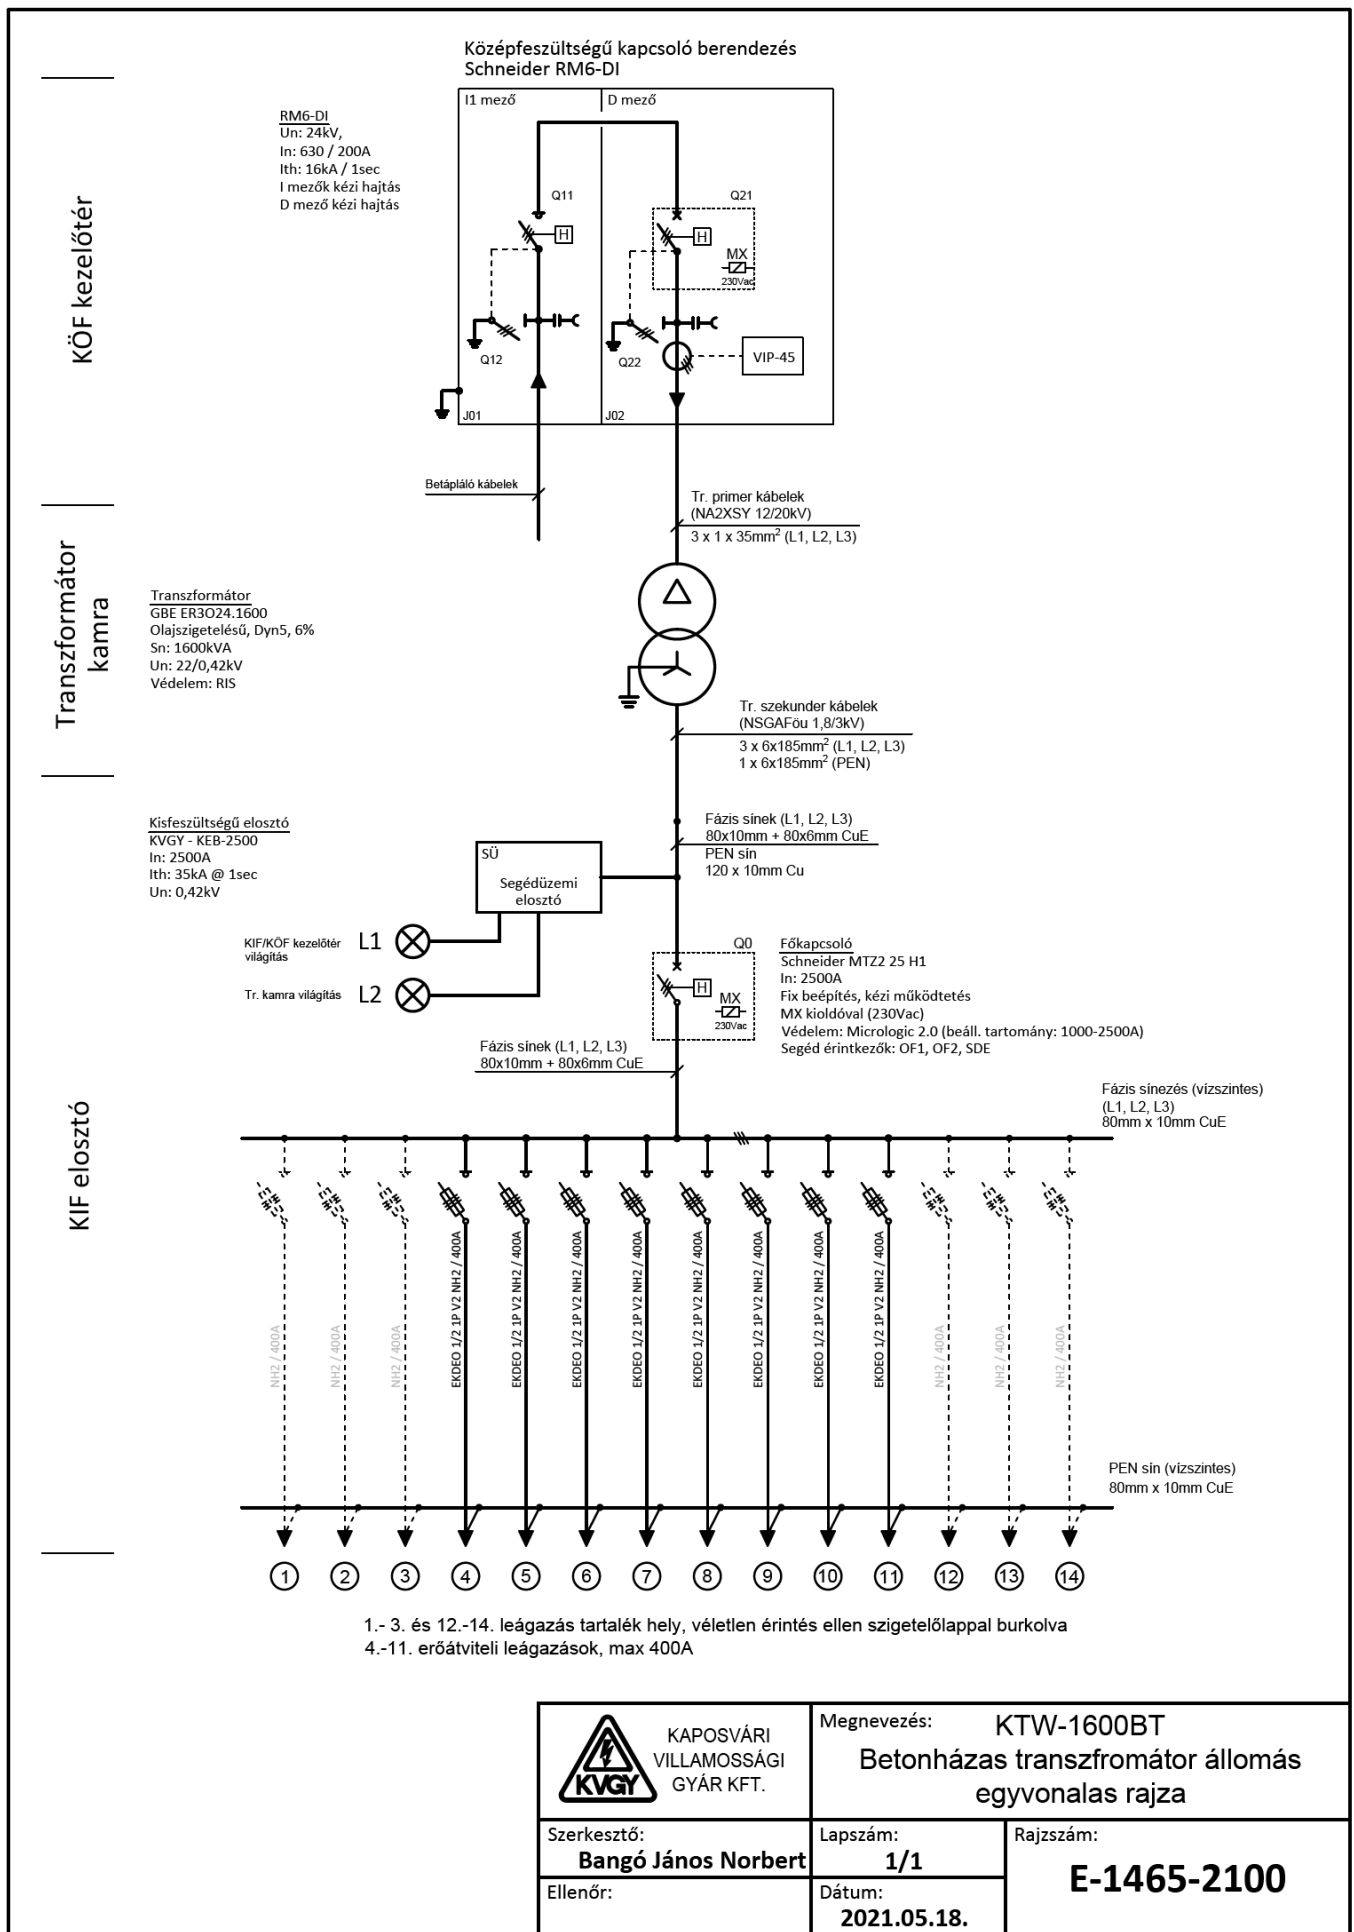 Középfeszültségű kapcsoló berendezés
Schneider RM6-DI
I1 mező
D mező
RM6-DI
Un: 24kV,
In: 630 / 200A
Ith: 16kA / 1sec
I mezők kézi hajtás
D mező kézi hajtás
KÖF kezelőtér
Q11
H
Q21
H
MX
230Vac
Q12
Q22
VIP-45
J01
J02
Betápláló kábelek
Tr. primer kábelek
(NA2XSY 12/20kV)
3 x 1 x 35mm² (L1, L2, L3)
Transzformátor
kamra
Transzformátor
GBE ER3O24.1600
Olajszigetelésű, Dyn5, 6%
Sn: 1600kVA
Un: 22/0,42kV
Védelem: RIS
Tr. szekunder kábelek
(NSGAFöu 1,8/3kV)
3 x 6x185mm² (L1, L2, L3)
1 x 6x185mm² (PEN)
Kisfeszültségű elosztó
KVGY - KEB-2500
In: 2500A
Ith: 35kA @ 1sec
Un: 0,42kV
Fázis sínek (L1, L2, L3)
80x10mm + 80x6mm CuE
PEN sín
120 x 10mm Cu
SÜ
Segédüzemi
elosztó
KIF/KÖF kezelőtér
világítás
L1
Tr. kamra világítás
L2
Q0
H
MX
230Vac
Főkapcsoló
Schneider MTZ2 25 H1
In: 2500A
Fix beépítés, kézi működtetés
MX kioldóval (230Vac)
Védelem: Micrologic 2.0 (beáll. tartomány: 1000-2500A)
Segéd érintkezők: OF1, OF2, SDE
Fázis sínek (L1, L2, L3)
80x10mm + 80x6mm CuE
KIF elosztó
Fázis sínezés (vízszintes)
(L1, L2, L3)
80mm x 10mm CuE
NH2 / 400A
NH2 / 400A
NH2 / 400A
EKDEO 1/2 1P V2 NH2 / 400A
EKDEO 1/2 1P V2 NH2 / 400A
EKDEO 1/2 1P V2 NH2 / 400A
EKDEO 1/2 1P V2 NH2 / 400A
EKDEO 1/2 1P V2 NH2 / 400A
EKDEO 1/2 1P V2 NH2 / 400A
EKDEO 1/2 1P V2 NH2 / 400A
EKDEO 1/2 1P V2 NH2 / 400A
NH2 / 400A
NH2 / 400A
NH2 / 400A
PEN sín (vízszintes)
80mm x 10mm CuE
1 2 3 4 5 6 7 8 9 10 11 12 13 14
1.- 3. és 12.-14. leágazás tartalék hely, véletlen érintés ellen szigetelőlappal burkolva
4.-11. erőátviteli leágazások, max 400A
KVGY
KAPOSVÁRI
VILLAMOSSÁGI
GYÁR KFT.
Megnevezés:
KTW-1600BT
Betonházas transzfromátor állomás
egyvonalas rajza
Szerkesztő:
Bangó János Norbert
Lapszám:
1/1
Rajzszám:
E-1465-2100
Ellenőr:
Dátum:
2021.05.18.